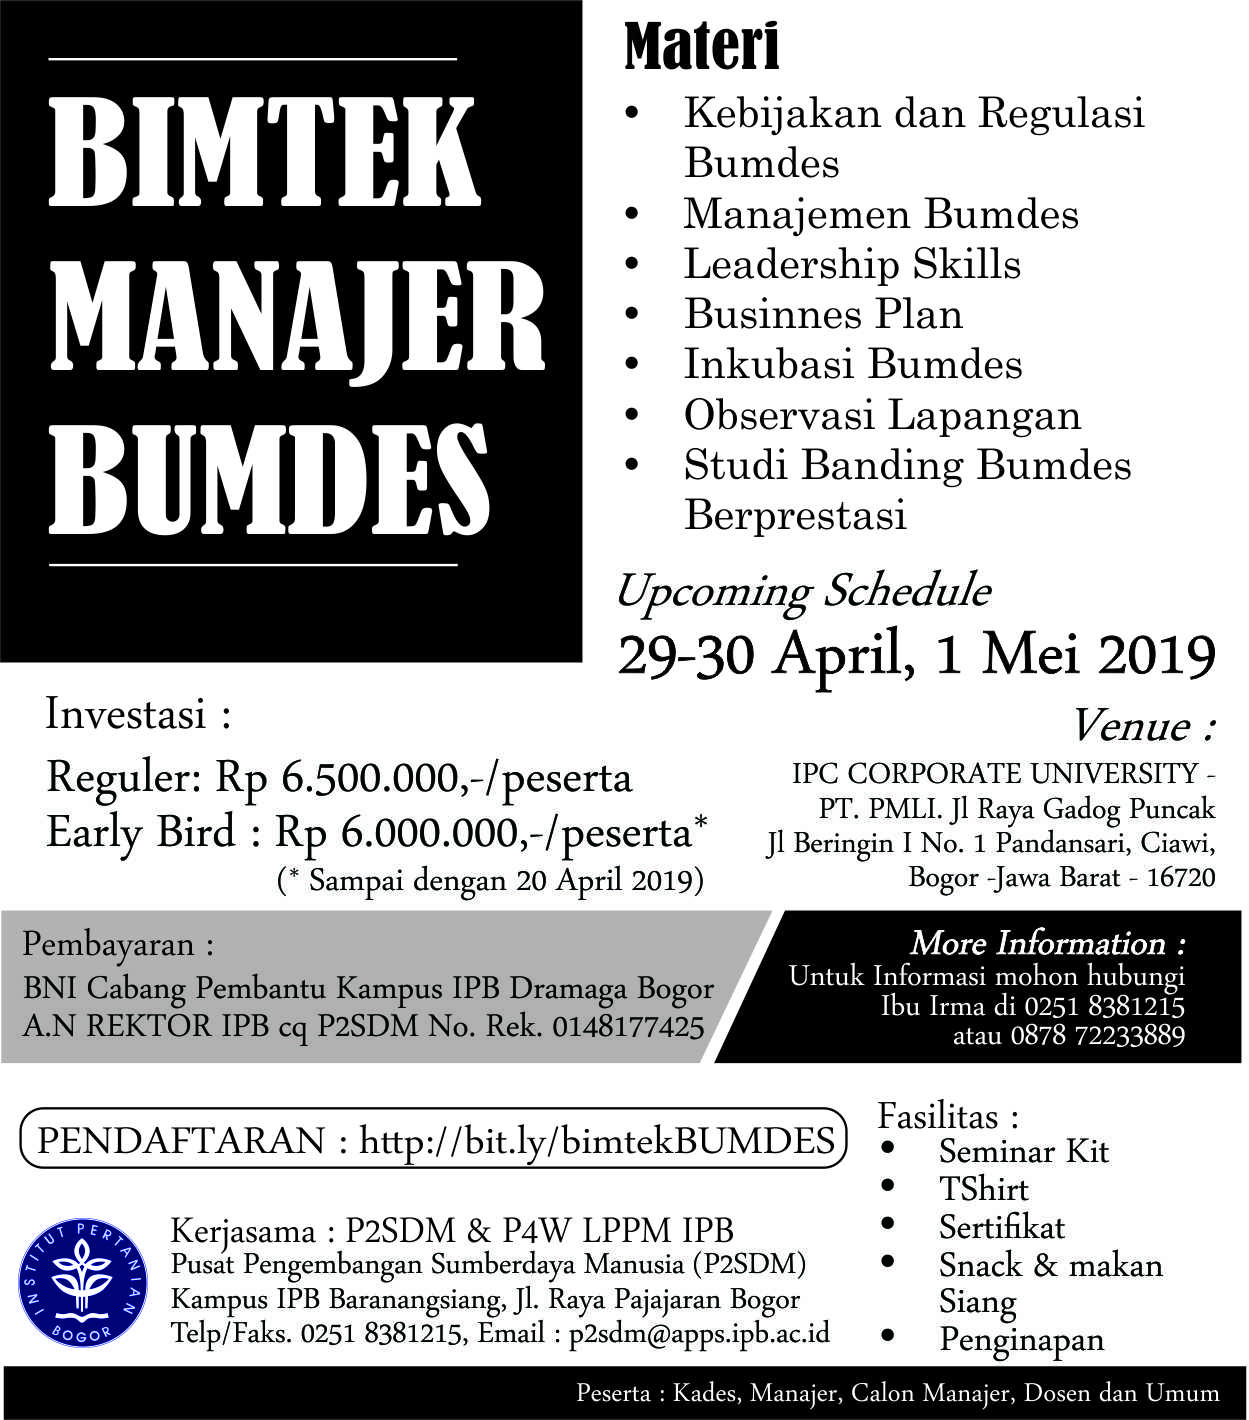 BIMTEK
MANAJER
BUMDES
Materi
• Kebijakan dan Regulasi
Bumdes
• Manajemen Bumdes
• Leadership Skills
• Businnes Plan
• Inkubasi Bumdes
• Observasi Lapangan
• Studi Banding Bumdes
Berprestasi
Upcoming Schedule
29-30 April, 1 Mei 2019
Investasi :
Reguler: Rp 6.500.000,-/peserta
Early Bird : Rp 6.000.000,-/peserta*
(* Sampai dengan 20 April 2019)
Venue :
IPC CORPORATE UNIVERSITY -
PT. PMLI. Jl Raya Gadog Puncak
Jl Beringin I No. 1 Pandansari, Ciawi,
Bogor -Jawa Barat - 16720
Pembayaran :
BNI Cabang Pembantu Kampus IPB Dramaga Bogor
A.N REKTOR IPB cq P2SDM No. Rek. 0148177425
More Information :
Untuk Informasi mohon hubungi
Ibu Irma di 0251 8381215
atau 0878 72233889
PENDAFTARAN : http://bit.ly/bimtekBUMDES
Fasilitas :
• Seminar Kit
• TShirt
• Sertifikat
• Snack & makan
Siang
• Penginapan
INSTITUT PERTANIAN
BOGOR
Kerjasama : P2SDM & P4W LPPM IPB
Pusat Pengembangan Sumberdaya Manusia (P2SDM)
Kampus IPB Baranangsiang, Jl. Raya Pajajaran Bogor
Telp/Faks. 0251 8381215, Email : p2sdm@apps.ipb.ac.id
Peserta : Kades, Manajer, Calon Manajer, Dosen dan Umum